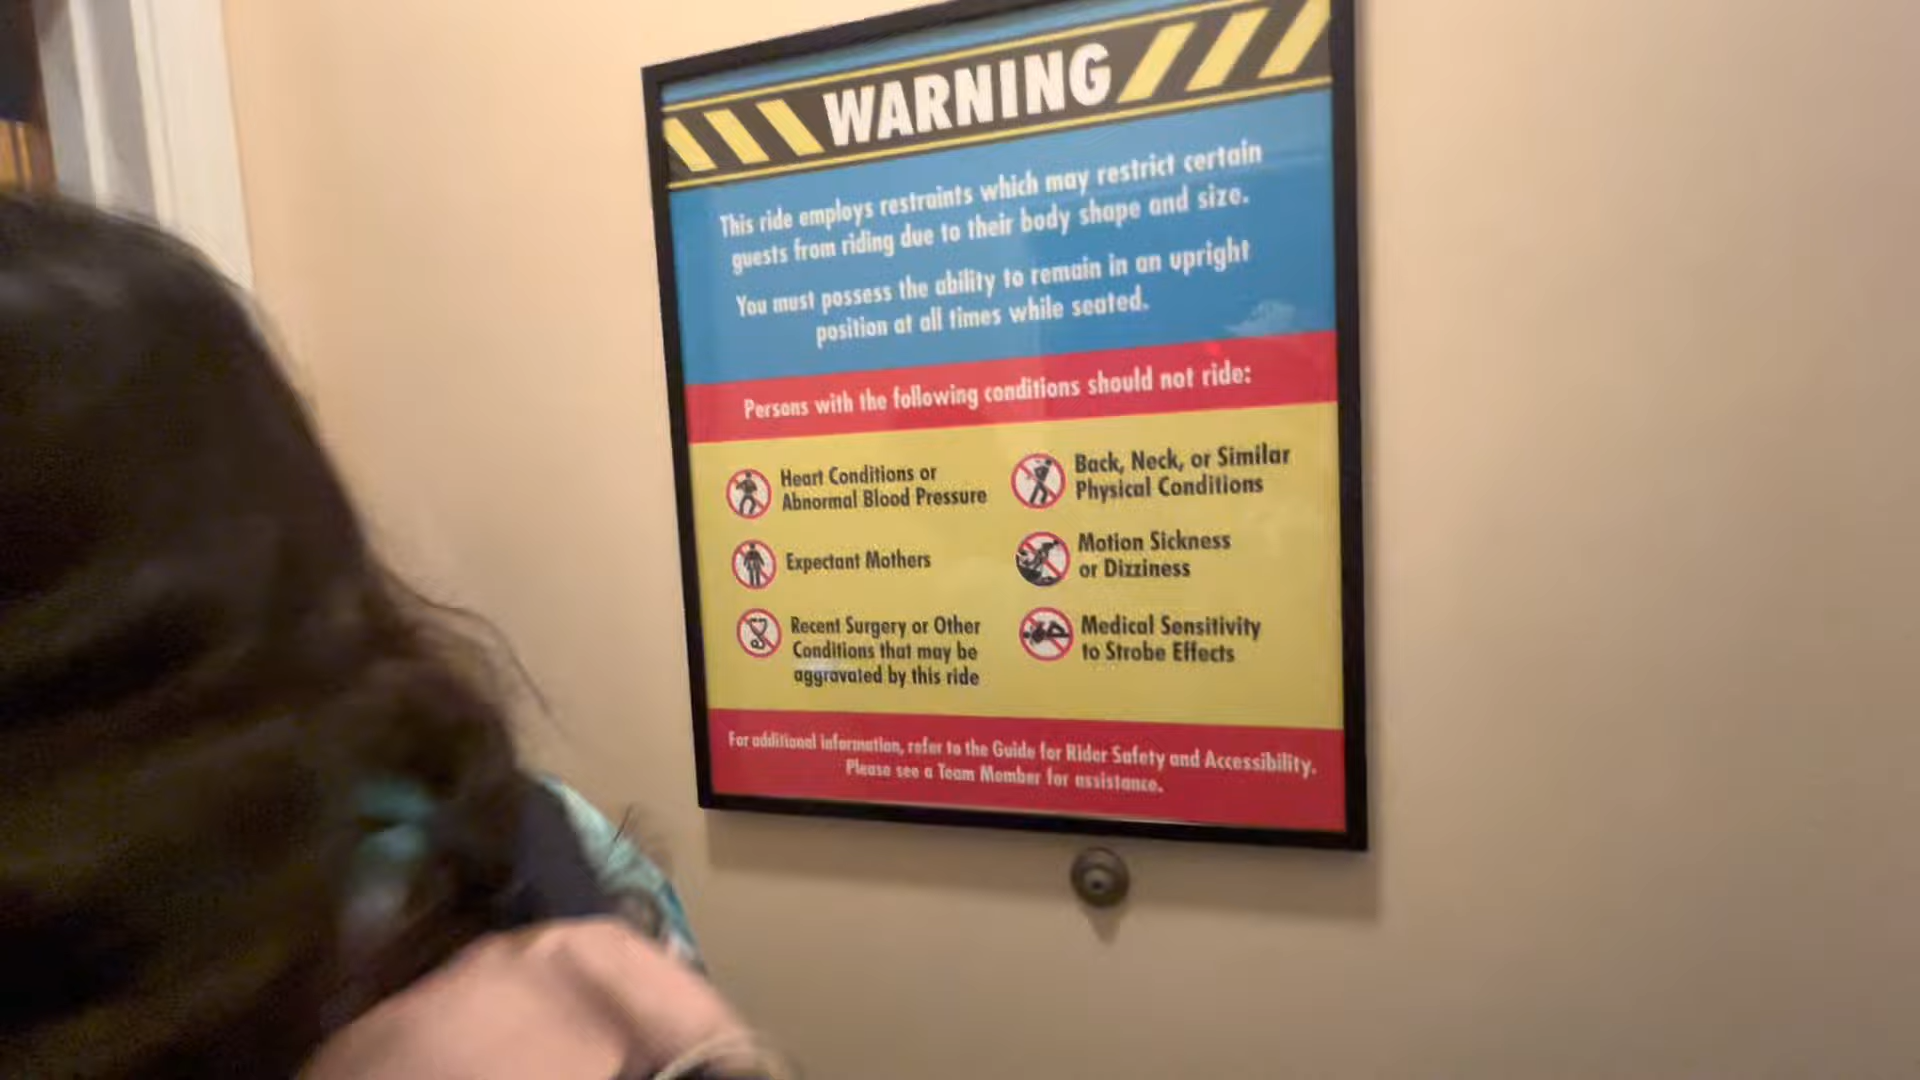 WARNING
This ride employs restraints which may restrict certain
guests from riding due to their body shape and size.
You must possess the ability to remain in an upright
position at all times while seated.
Persons with the following conditions should not ride:
Heart Conditions or
Abnormal Blood Pressure
Expectant Mothers
Recent Surgery or Other
Conditions that may be
aggravated by this ride
Back, Neck, or Similar
Physical Conditions
Motion Sickness
or Dizziness
Medical Sensitivity
to Strobe Effects
For additional information, refer to the Guide for Rider Safety and Accessibility.
Please see a Team Member for assistance.